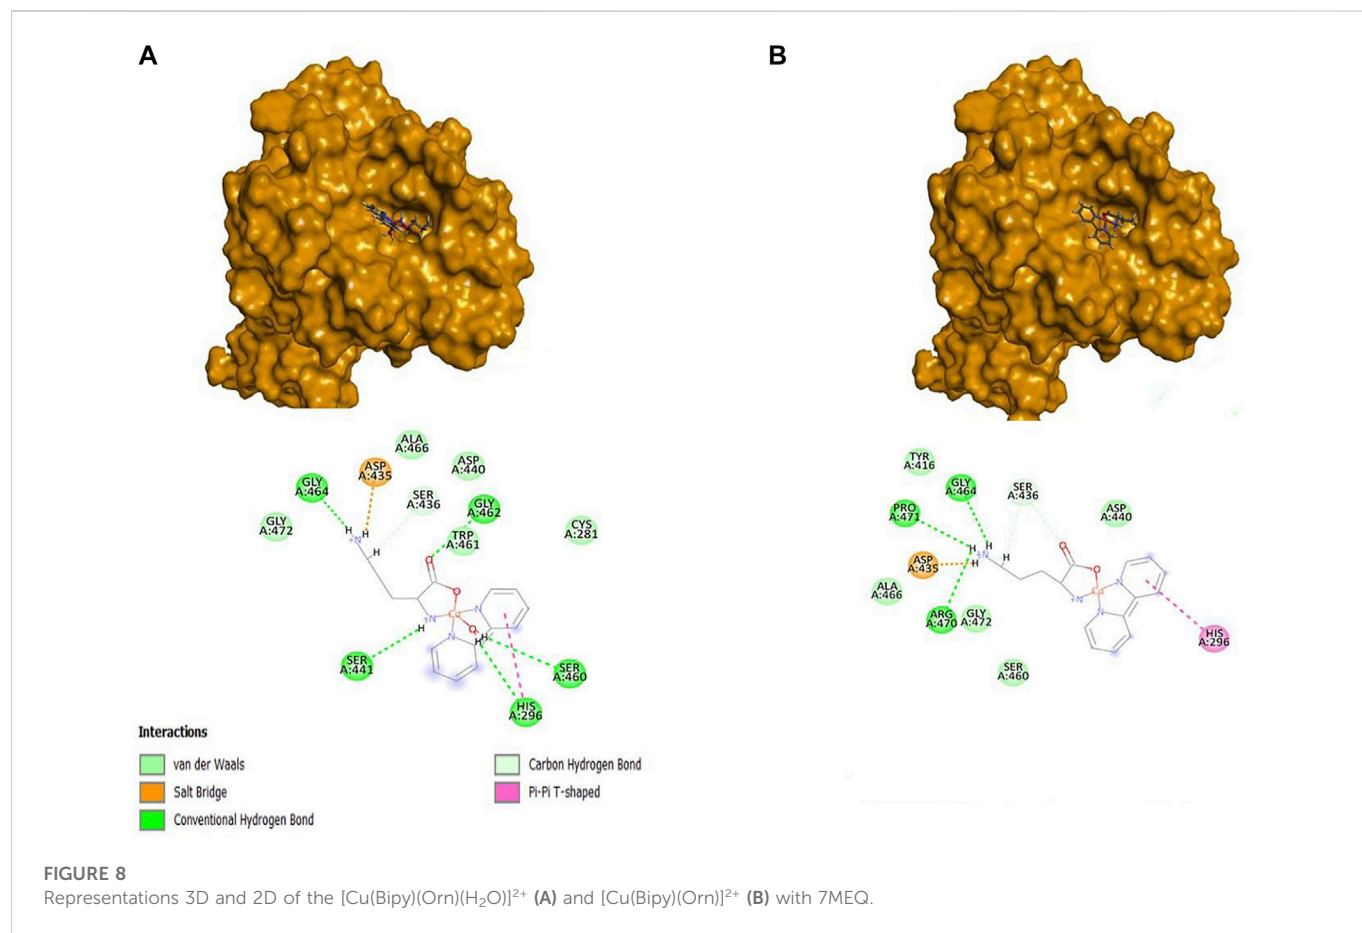 A
B
ALA
A:466
ASP
A:435
ASP
A:440
GLY
A:464
SER
A:436
GLY
A:462
GLY
A:472
TRP
A:461
CYS
A:281
H
H
N
H
O
O
+N
Cu
N
O
H
N
H
H
SER
A:441
SER
A:460
HIS
A:296
TYR
A:416
GLY
A:464
SER
A:436
PRO
A:471
ASP
A:440
H
H
+N
H
H
O
ASP
A:435
O
ALA
A:466
Cu
N
+N
N
ARG
A:470
GLY
A:472
HIS
A:296
SER
A:460
Interactions
van der Waals
Salt Bridge
Conventional Hydrogen Bond
Carbon Hydrogen Bond
Pi-Pi T-shaped
FIGURE 8
Representations 3D and 2D of the [Cu(Bipy)(Orn)(H₂O)]²⁺ (A) and [Cu(Bipy)(Orn)]²⁺ (B) with 7MEQ.